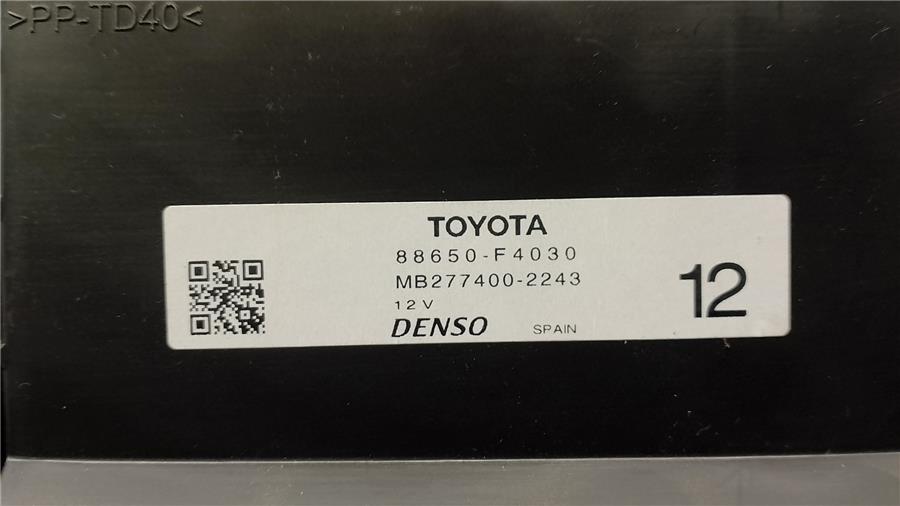 >PP-TD40<
TOYOTA
88650-F4030
MB277400-2243
12V
12
DENSO SPAIN